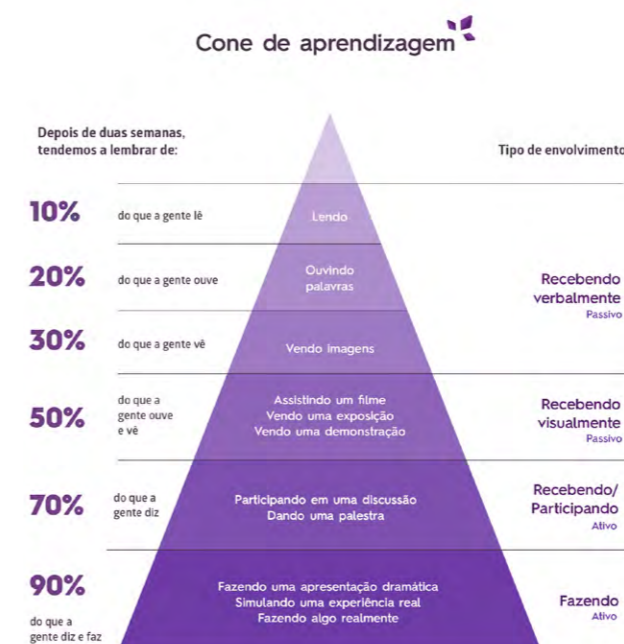 Cone de aprendizagem
Depois de duas semanas,
tendemos a lembrar de:
Tipo de envolvimento
10%
do que a gente lê
Lendo
20%
do que a gente ouve
Ouvindo
palavras
Recebendo
verbalmente
Passivo
30%
do que a gente vê
Vendo imagens
50%
do que a
gente ouve
e vê
Assistindo um filme
Vendo uma exposição
Vendo uma demonstração
Recebendo
visualmente
Passivo
70%
do que a
gente diz
Participando em uma discussão
Dando uma palestra
Recebendo/
Participando
Ativo
90%
do que a
gente diz e faz
Fazendo uma apresentação dramática
Simulando uma experiência real
Fazendo algo realmente
Fazendo
Ativo